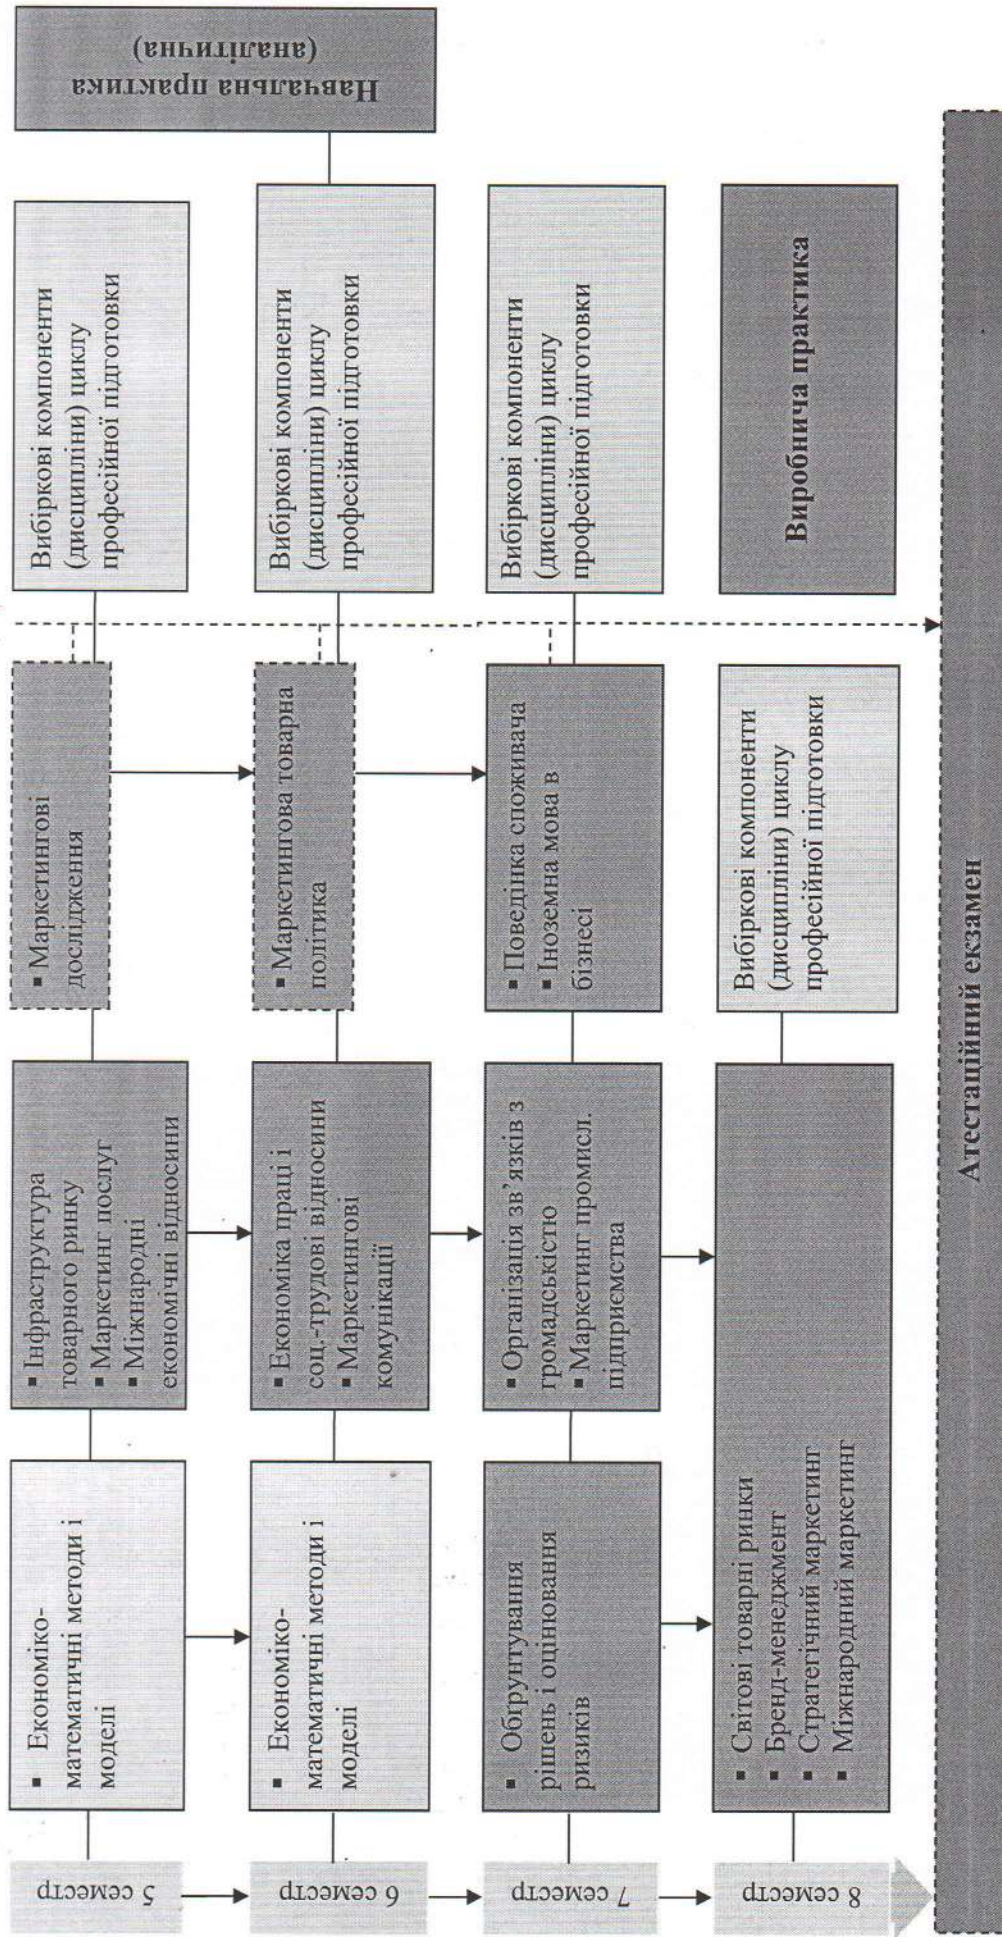 5 семестр
▪ Економіко-
математичні методи і
моделі
▪ Інфраструктура
товарного ринку
▪ Маркетинг послуг
▪ Міжнародні
економічні відносини
▪ Маркетингові
дослідження
Вибіркові компоненти
(дисципліни) циклу
професійної підготовки
Навчальна практика
(аналітична)
6 семестр
▪ Економіко-
математичні методи і
моделі
▪ Економіка праці і
соц.-трудові відносини
▪ Маркетингові
комунікації
▪ Маркетингова товарна
політика
Вибіркові компоненти
(дисципліни) циклу
професійної підготовки
7 семестр
▪ Обгрунтування
рішень і оцінювання
ризиків
▪ Організація зв’язків з
громадськістю
▪ Маркетинг промисл.
підприємства
▪ Поведінка споживача
▪ Іноземна мова в
бізнесі
Вибіркові компоненти
(дисципліни) циклу
професійної підготовки
8 семестр
▪ Світові товарні ринки
▪ Бренд-менеджмент
▪ Стратегічний маркетинг
▪ Міжнародний маркетинг
Вибіркові компоненти
(дисципліни) циклу
професійної підготовки
Виробнича практика
Атестаційний екзамен